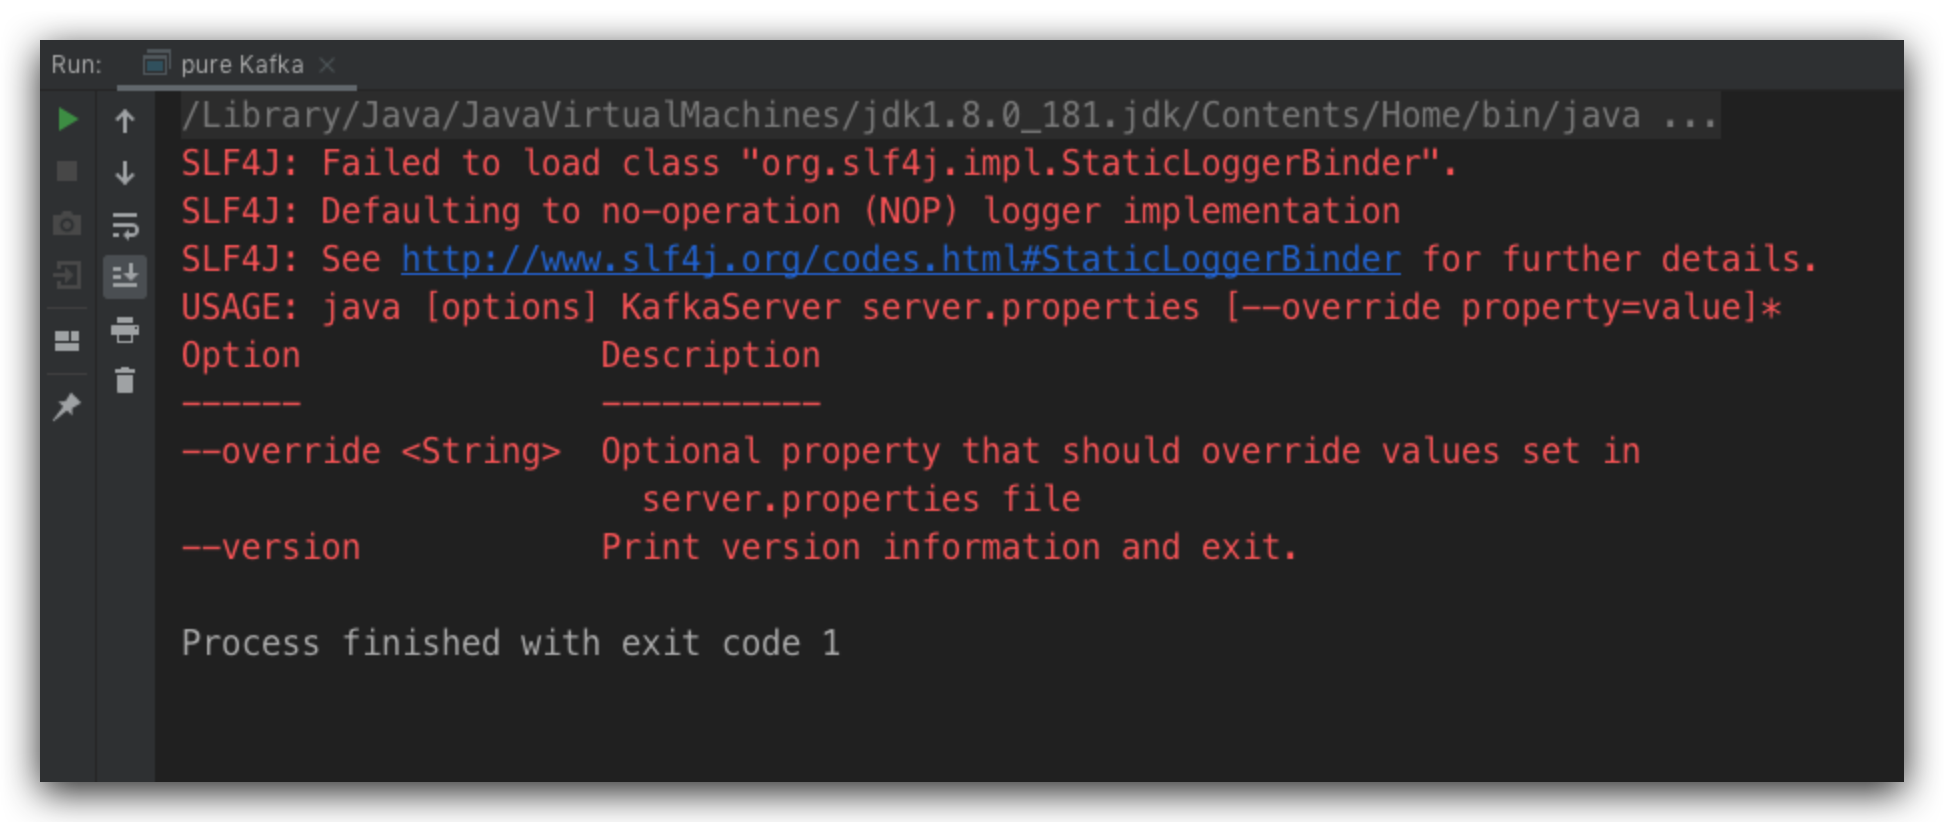 Run: pure Kafka
/Library/Java/JavaVirtualMachines/jdk1.8.0_181.jdk/Contents/Home/bin/java ...
SLF4J: Failed to load class "org.slf4j.impl.StaticLoggerBinder".
SLF4J: Defaulting to no-operation (NOP) logger implementation
SLF4J: See http://www.slf4j.org/codes.html#StaticLoggerBinder for further details.
USAGE: java [options] KafkaServer server.properties [--override property=value]*
Option Description
------ -----------
--override <String> Optional property that should override values set in
server.properties file
--version Print version information and exit.
Process finished with exit code 1